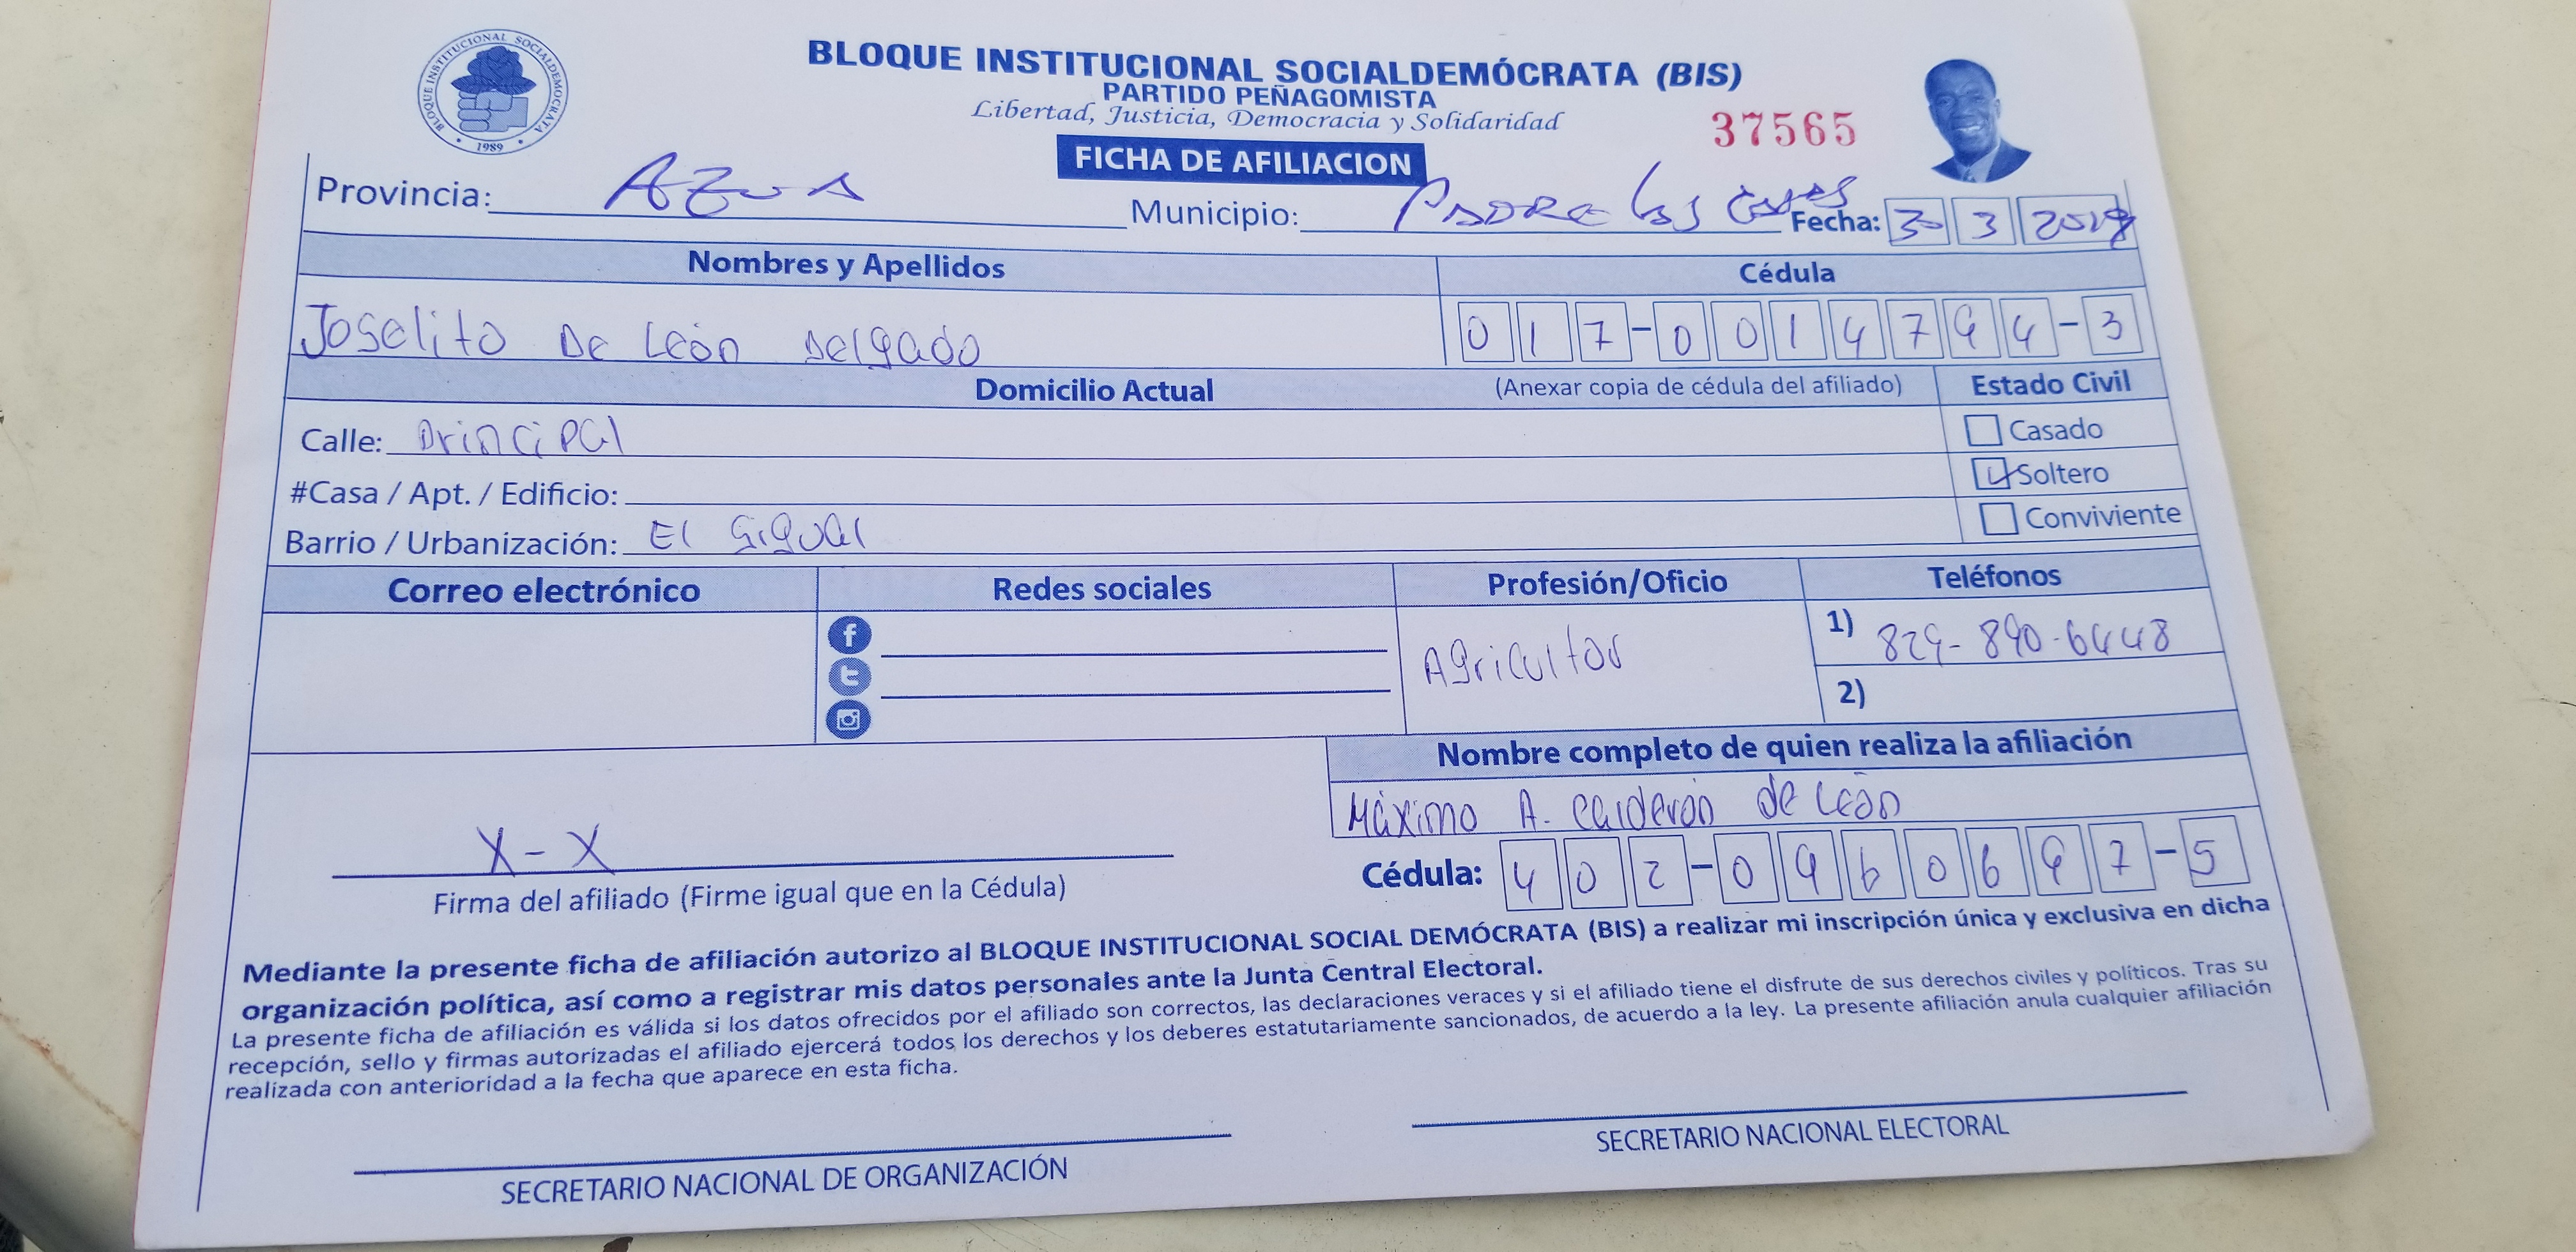 BLOQUE INSTITUCIONAL SOCIALDEMOCRATA
1989
BLOQUE INSTITUCIONAL SOCIALDEMÓCRATA (BIS)
PARTIDO PEÑAGOMISTA
Libertad, Justicia, Democracia y Solidaridad
37565
FICHA DE AFILIACION
Provincia: AZUA Municipio: PADRE las casas Fecha: 30 3 2019
Nombres y Apellidos Cédula
Joselito De León Delgado 017-0014794-3
Domicilio Actual (Anexar copia de cédula del afiliado) Estado Civil
Calle: Principal
Casado
#Casa / Apt. / Edificio:
Soltero
Barrio / Urbanización: El Gigual
Conviviente
Correo electrónico Redes sociales Profesión/Oficio Teléfonos
Agricultor
1) 829-890-6448
2)
Nombre completo de quien realiza la afiliación
Máximo A. Calderón de León
X-X
Cédula: 402-0960697-5
Firma del afiliado (Firme igual que en la Cédula)
Mediante la presente ficha de afiliación autorizo al BLOQUE INSTITUCIONAL SOCIAL DEMÓCRATA (BIS) a realizar mi inscripción única y exclusiva en dicha
organización política, así como a registrar mis datos personales ante la Junta Central Electoral.
La presente ficha de afiliación es válida si los datos ofrecidos por el afiliado son correctos, las declaraciones veraces y si el afiliado tiene el disfrute de sus derechos civiles y políticos. Tras su
recepción, sello y firmas autorizadas el afiliado ejercerá todos los derechos y los deberes estatutariamente sancionados, de acuerdo a la ley. La presente afiliación anula cualquier afiliación
realizada con anterioridad a la fecha que aparece en esta ficha.
SECRETARIO NACIONAL DE ORGANIZACIÓN
SECRETARIO NACIONAL ELECTORAL